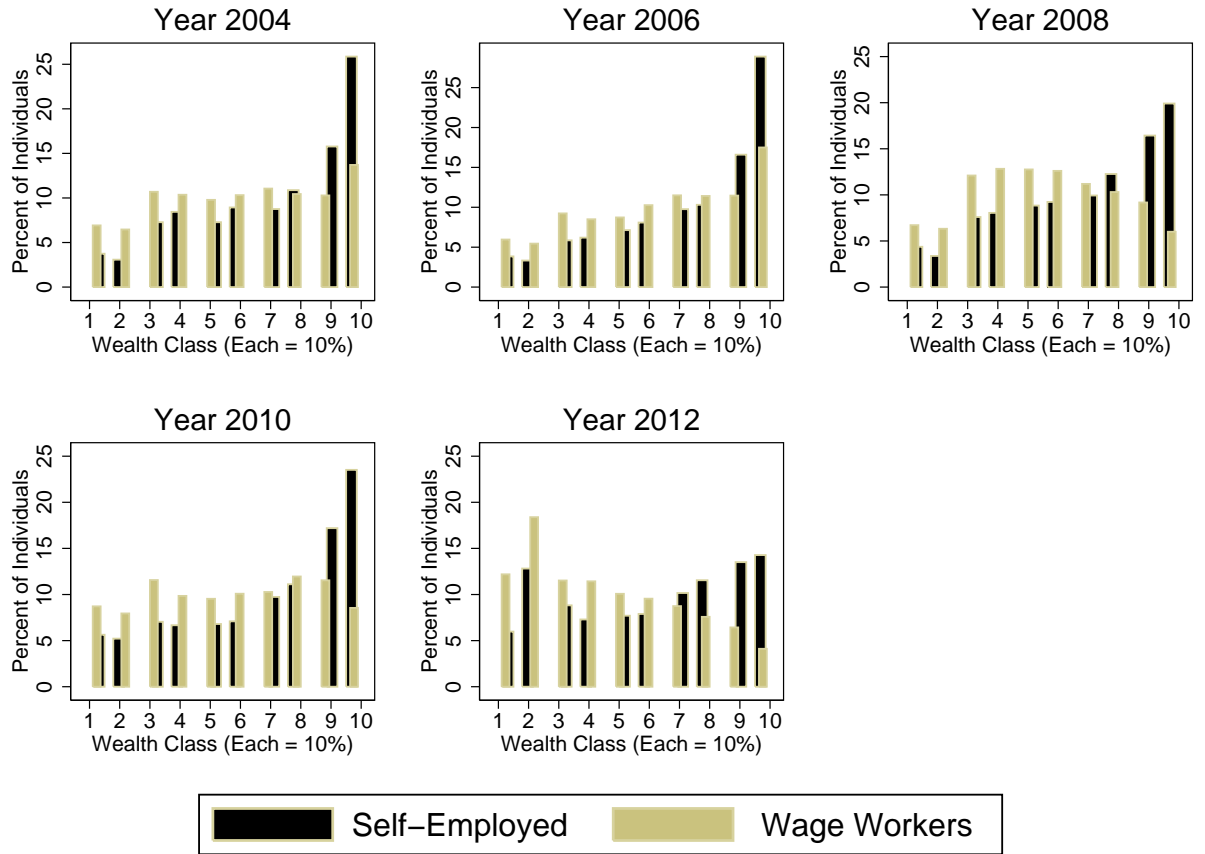 Year 2004
Percent of Individuals
0 5 10 15 20 25
1 2 3 4 5 6 7 8 9 10
Wealth Class (Each = 10%)
Year 2006
Percent of Individuals
0 5 10 15 20 25
1 2 3 4 5 6 7 8 9 10
Wealth Class (Each = 10%)
Year 2008
Percent of Individuals
0 5 10 15 20 25
1 2 3 4 5 6 7 8 9 10
Wealth Class (Each = 10%)
Year 2010
Percent of Individuals
0 5 10 15 20 25
1 2 3 4 5 6 7 8 9 10
Wealth Class (Each = 10%)
Year 2012
Percent of Individuals
0 5 10 15 20 25
1 2 3 4 5 6 7 8 9 10
Wealth Class (Each = 10%)
Self−Employed Wage Workers